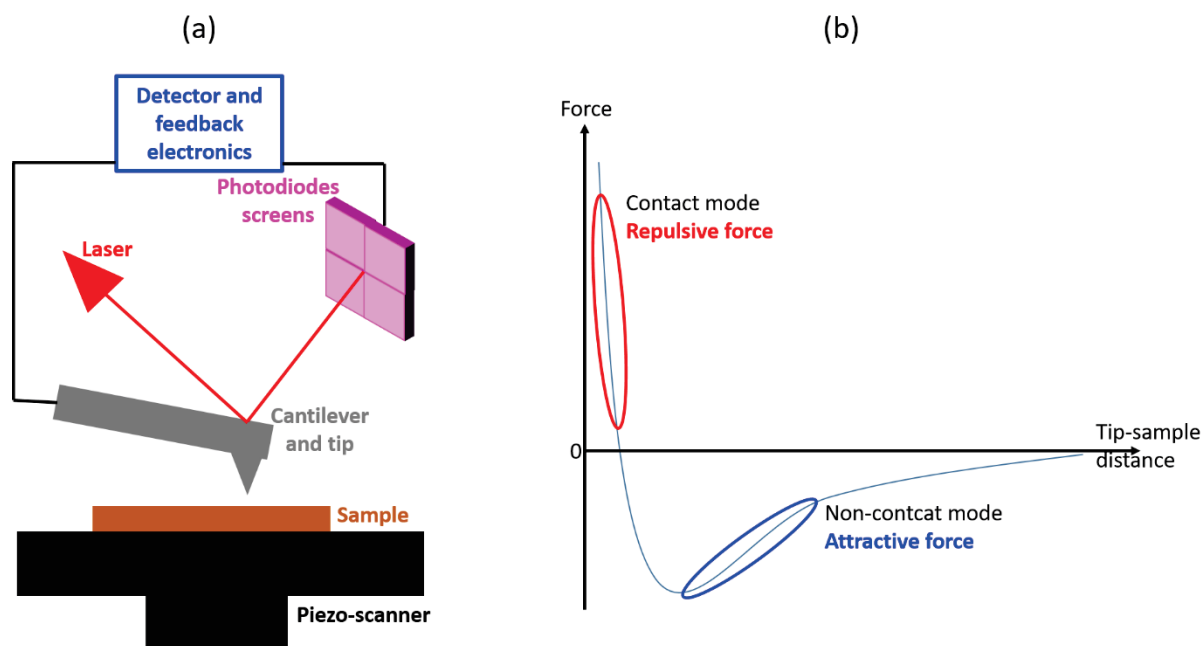 (a)
Detector and
feedback
electronics
Photodiodes
screens
Laser
Cantilever
and tip
Sample
Piezo-scanner
(b)
Force
Contact mode
Repulsive force
0
Tip-sample
distance
Non-contcat mode
Attractive force